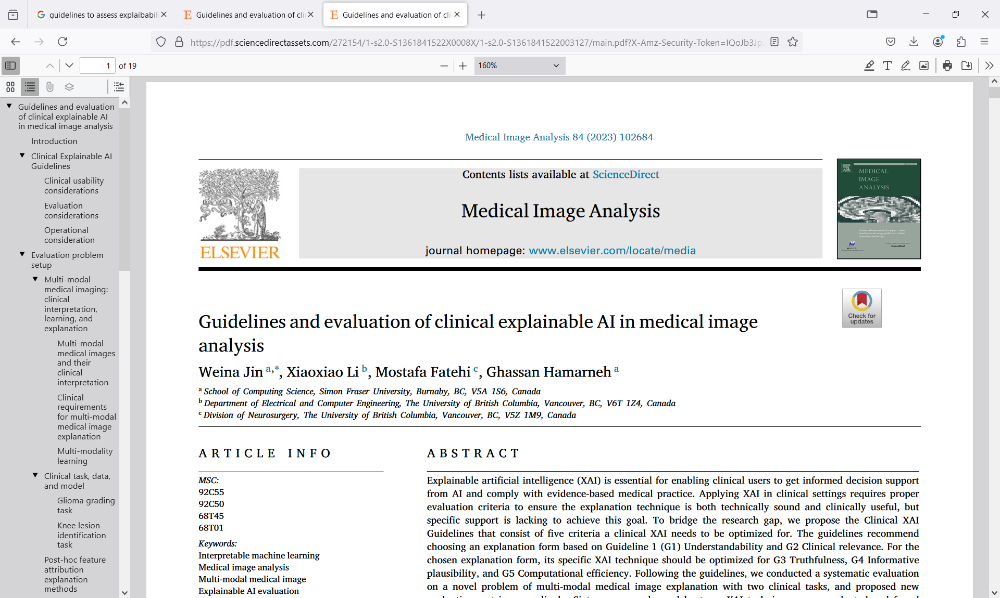 guidelines to assess explaibabili
Guidelines and evaluation of cli
Guidelines and evaluation of cli
https://pdf.sciencedirectassets.com/272154/1-s2.0-S1361841522X0008X/1-s2.0-S1361841522003127/main.pdf?X-Amz-Security-Token=IQoJb3Jp
1 of 19
160%
Guidelines and evaluation
of clinical explainable AI
in medical image analysis
Introduction
Clinical Explainable AI
Guidelines
Clinical usability
considerations
Evaluation
considerations
Operational
consideration
Evaluation problem
setup
Multi-modal
medical imaging:
clinical
interpretation,
learning, and
explanation
Multi-modal
medical images
and their
clinical
interpretation
Clinical
requirements
for multi-modal
medical image
explanation
Multi-modality
learning
Clinical task, data,
and model
Glioma grading
task
Knee lesion
identification
task
Post-hoc feature
attribution
explanation
methods
Medical Image Analysis 84 (2023) 102684
Contents lists available at ScienceDirect
Medical Image Analysis
journal homepage: www.elsevier.com/locate/media
ELSEVIER
MEDICAL
IMAGE
ANALYSIS
Check for
updates
Guidelines and evaluation of clinical explainable AI in medical image
analysis
Weina Jin a,*, Xiaoxiao Li b, Mostafa Fatehi c, Ghassan Hamarneh a
a School of Computing Science, Simon Fraser University, Burnaby, BC, V5A 1S6, Canada
b Department of Electrical and Computer Engineering, The University of British Columbia, Vancouver, BC, V6T 1Z4, Canada
c Division of Neurosurgery, The University of British Columbia, Vancouver, BC, V5Z 1M9, Canada
ARTICLE INFO
MSC:
92C55
92C50
68T45
68T01
Keywords:
Interpretable machine learning
Medical image analysis
Multi-modal medical image
Explainable AI evaluation
ABSTRACT
Explainable artificial intelligence (XAI) is essential for enabling clinical users to get informed decision support
from AI and comply with evidence-based medical practice. Applying XAI in clinical settings requires proper
evaluation criteria to ensure the explanation technique is both technically sound and clinically useful, but
specific support is lacking to achieve this goal. To bridge the research gap, we propose the Clinical XAI
Guidelines that consist of five criteria a clinical XAI needs to be optimized for. The guidelines recommend
choosing an explanation form based on Guideline 1 (G1) Understandability and G2 Clinical relevance. For the
chosen explanation form, its specific XAI technique should be optimized for G3 Truthfulness, G4 Informative
plausibility, and G5 Computational efficiency. Following the guidelines, we conducted a systematic evaluation
on a novel problem of multi-modal medical image explanation with two clinical tasks, and proposed new